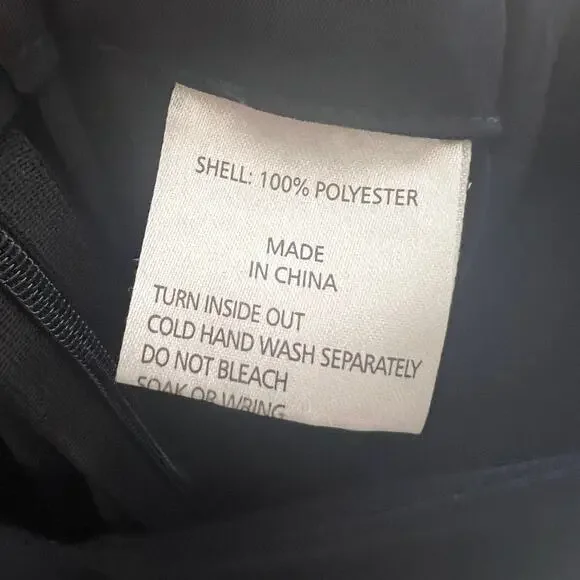 SHELL: 100% POLYESTER
MADE
IN CHINA
TURN INSIDE OUT
COLD HAND WASH SEPARATELY
DO NOT BLEACH
SOAK OR WRING